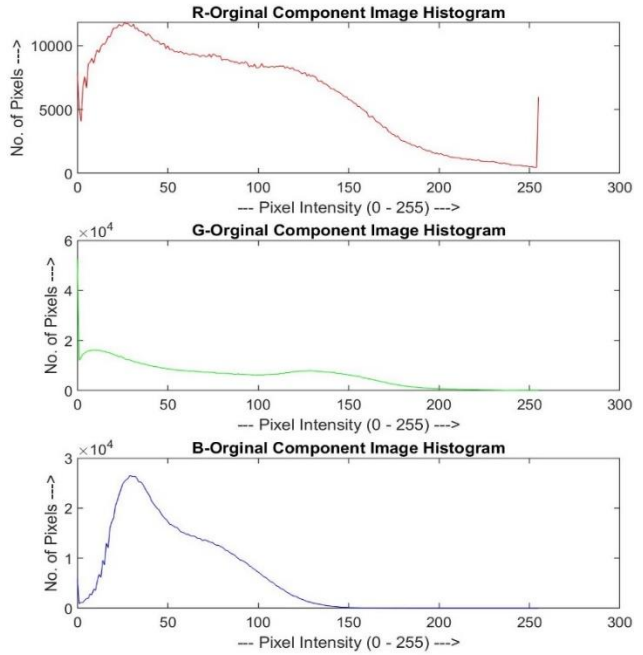 R-Orginal Component Image Histogram
No. of Pixels --->
10000
5000
0
0 50 100 150 200 250 300
--- Pixel Intensity (0 - 255) --->
G-Orginal Component Image Histogram
×10^4
No. of Pixels --->
6
4
2
0
0 50 100 150 200 250 300
--- Pixel Intensity (0 - 255) --->
B-Orginal Component Image Histogram
×10^4
No. of Pixels --->
3
2
1
0
0 50 100 150 200 250 300
--- Pixel Intensity (0 - 255) --->